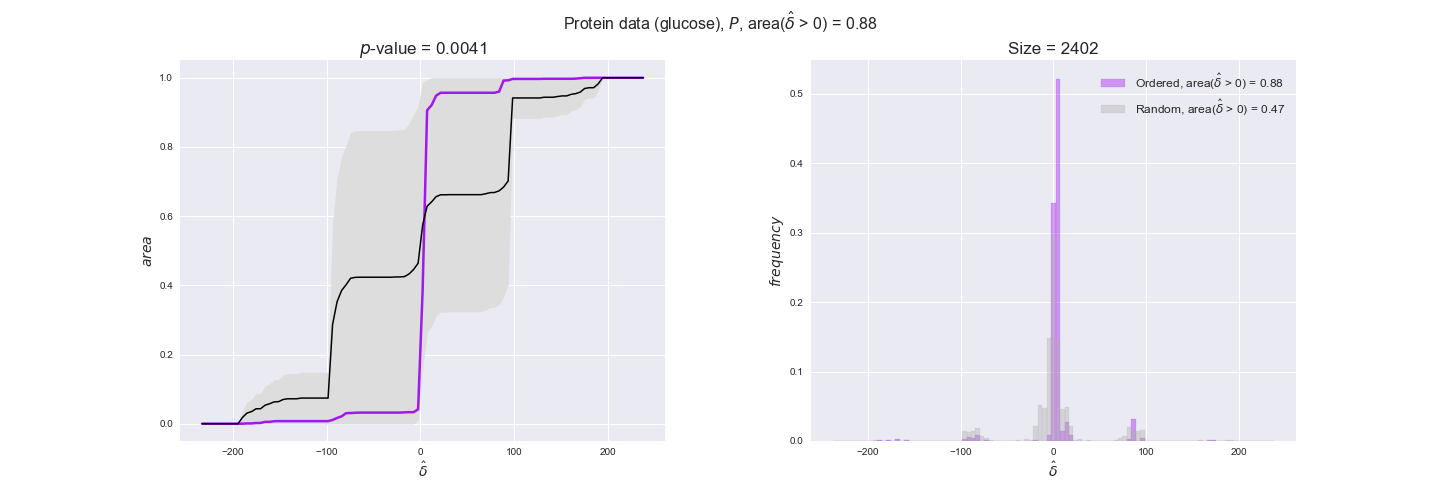 Protein data (glucose), P, area(δ̂ > 0) = 0.88
p-value = 0.0041
1.0
0.8
0.6
0.4
0.2
0.0
area
−200
−100
0
100
200
δ̂
Size = 2402
Ordered, area(δ̂ > 0) = 0.88
Random, area(δ̂ > 0) = 0.47
0.5
0.4
0.3
0.2
0.1
0.0
frequency
−200
−100
0
100
200
δ̂